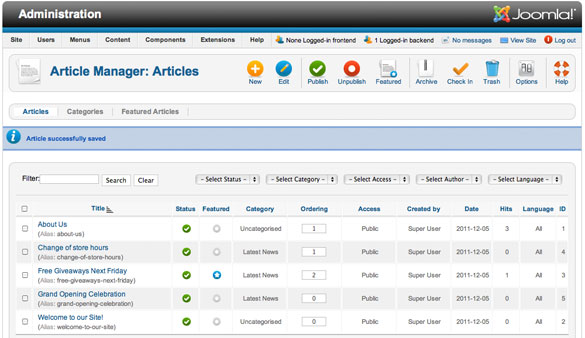 Administration Joomla!®
Site Users Menus Content Components Extensions Help None Logged-in frontend 1 Logged-in backend No messages View Site Log out
Article Manager: Articles New Edit Publish Unpublish Featured Archive Check In Trash Options Help
Articles Categories Featured Articles
Article successfully saved
Filter: Search Clear - Select Status - - Select Category - - Select Access - - Select Author - - Select Language -
Title Status Featured Category Ordering Access Created by Date Hits Language ID
About Us
(Alias: about-us) Uncategorised 1 Public Super User 2011-12-05 3 All 1
Change of store hours
(Alias: change-of-store-hours) Latest News 1 Public Super User 2011-12-05 0 All 4
Free Giveaways Next Friday
(Alias: free-giveaways-next-friday) Latest News 2 Public Super User 2011-12-05 1 All 3
Grand Opening Celebration
(Alias: grand-opening-celebration) Latest News 0 Public Super User 2011-12-05 0 All 5
Welcome to our Site!
(Alias: welcome-to-our-site) Uncategorised 0 Public Super User 2011-12-05 0 All 2